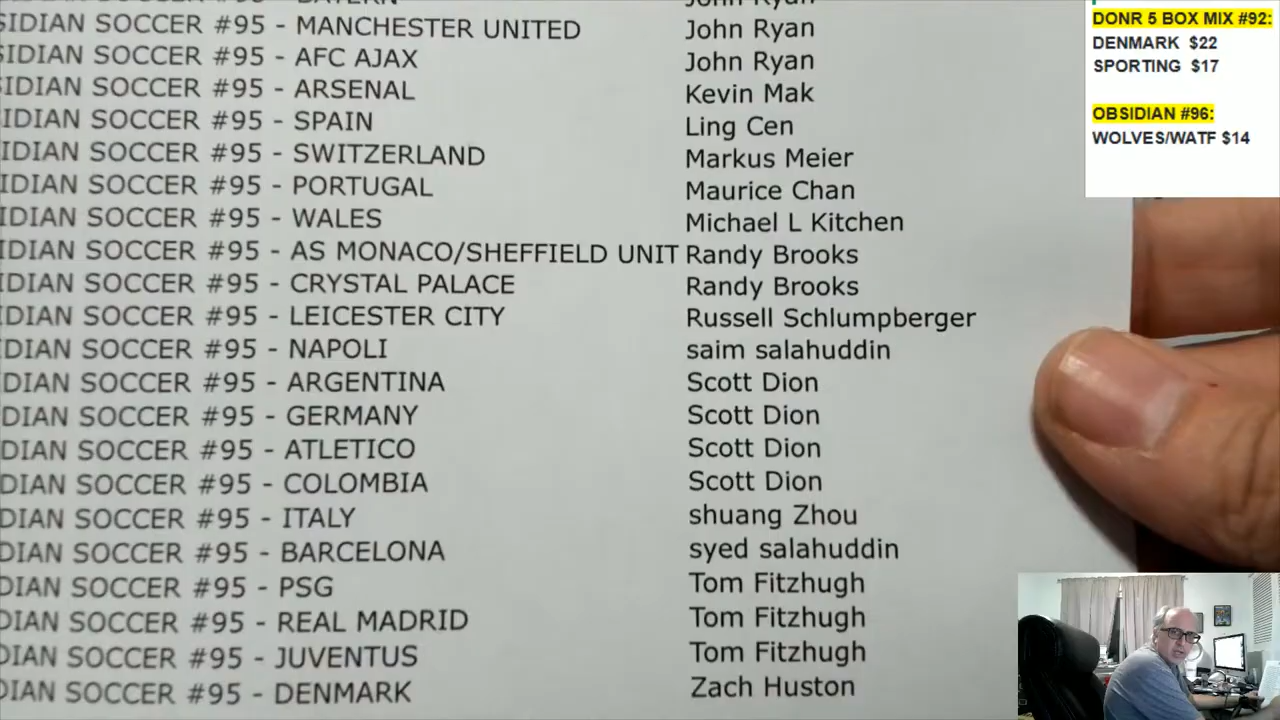 BAYERN John Ryan
SIDIAN SOCCER #95 - MANCHESTER UNITED John Ryan
SIDIAN SOCCER #95 - AFC AJAX John Ryan
SIDIAN SOCCER #95 - ARSENAL Kevin Mak
SIDIAN SOCCER #95 - SPAIN Ling Cen
IDIAN SOCCER #95 - SWITZERLAND Markus Meier
IDIAN SOCCER #95 - PORTUGAL Maurice Chan
IDIAN SOCCER #95 - WALES Michael L Kitchen
IDIAN SOCCER #95 - AS MONACO/SHEFFIELD UNIT Randy Brooks
IDIAN SOCCER #95 - CRYSTAL PALACE Randy Brooks
IDIAN SOCCER #95 - LEICESTER CITY Russell Schlumpberger
IDIAN SOCCER #95 - NAPOLI saim salahuddin
DIAN SOCCER #95 - ARGENTINA Scott Dion
DIAN SOCCER #95 - GERMANY Scott Dion
DIAN SOCCER #95 - ATLETICO Scott Dion
DIAN SOCCER #95 - COLOMBIA Scott Dion
DIAN SOCCER #95 - ITALY shuang Zhou
DIAN SOCCER #95 - BARCELONA syed salahuddin
DIAN SOCCER #95 - PSG Tom Fitzhugh
DIAN SOCCER #95 - REAL MADRID Tom Fitzhugh
DIAN SOCCER #95 - JUVENTUS Tom Fitzhugh
DIAN SOCCER #95 - DENMARK Zach Huston
DONR 5 BOX MIX #92:
DENMARK $22
SPORTING $17
OBSIDIAN #96:
WOLVES/WATF $14